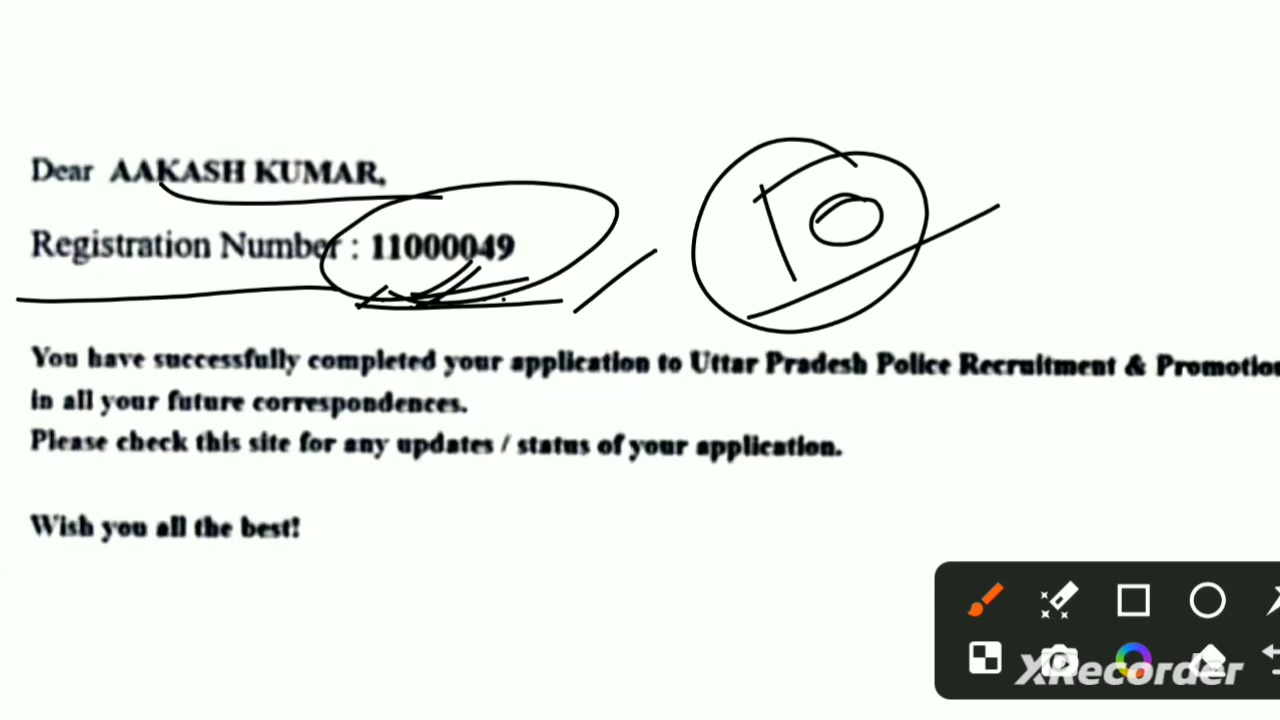 Dear AAKASH KUMAR,
Registration Number : 11000049
10
You have successfully completed your application to Uttar Pradesh Police Recruitment & Promotion
in all your future correspondences.
Please check this site for any updates / status of your application.
Wish you all the best!
XRecorder